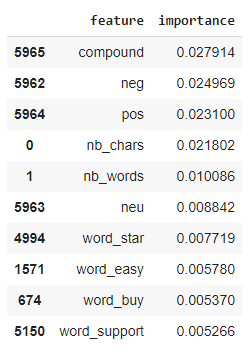 feature importance
5965 compound 0.027914
5962 neg 0.024969
5964 pos 0.023100
0 nb_chars 0.021802
1 nb_words 0.010086
5963 neu 0.008842
4994 word_star 0.007719
1571 word_easy 0.005780
674 word_buy 0.005370
5150 word_support 0.005266